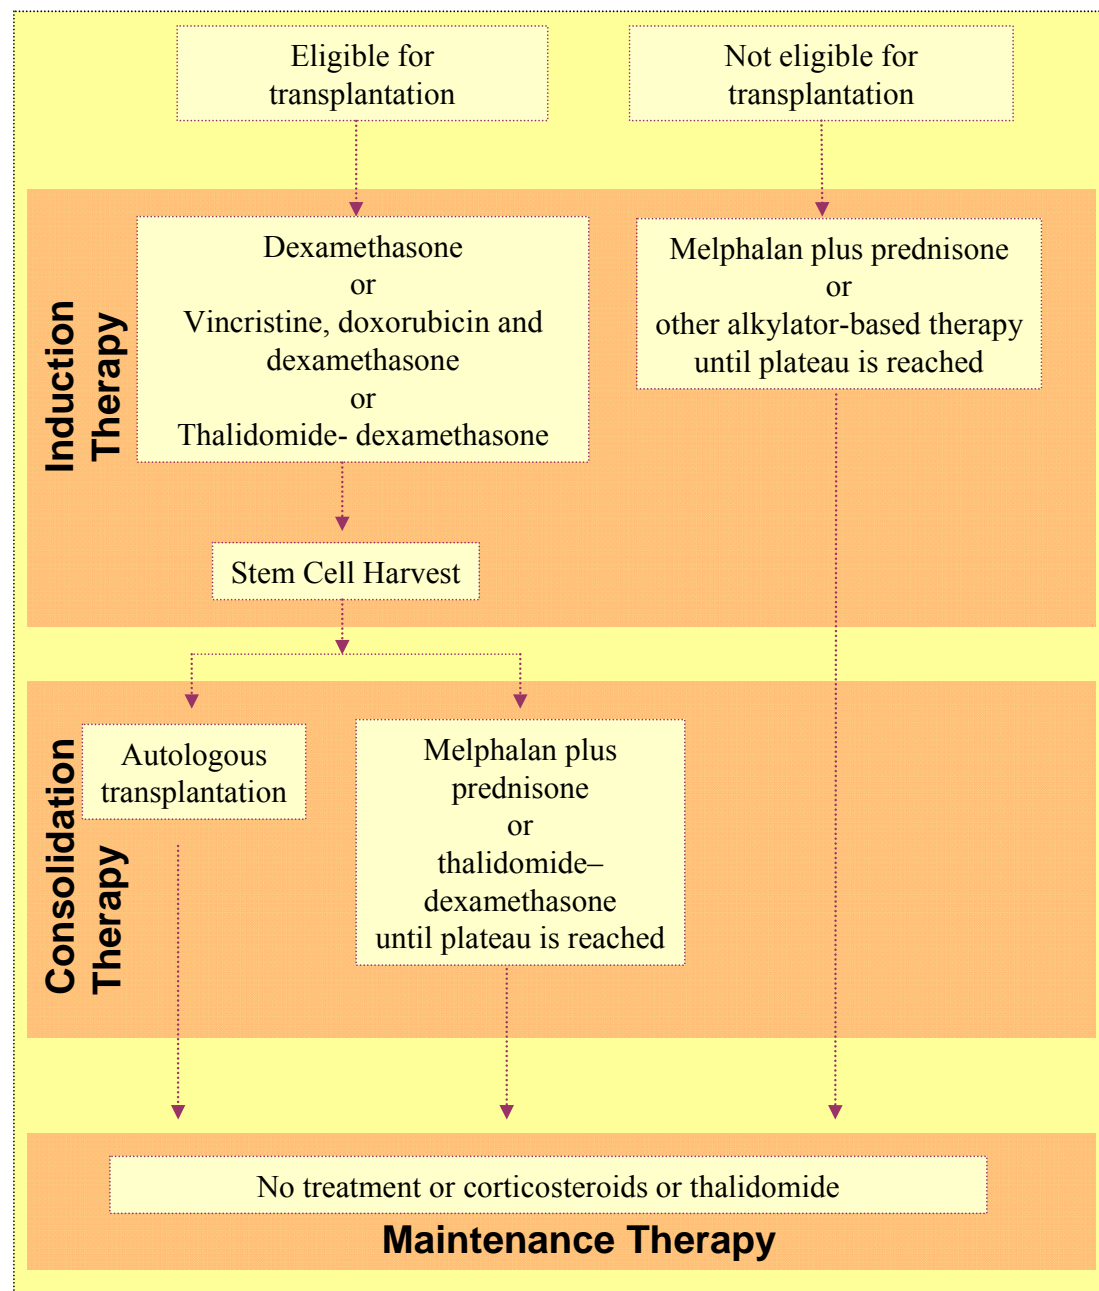 Eligible for
transplantation
Not eligible for
transplantation
Induction
Therapy
Dexamethasone
or
Vincristine, doxorubicin and
dexamethasone
or
Thalidomide- dexamethasone
Melphalan plus prednisone
or
other alkylator-based therapy
until plateau is reached
Stem Cell Harvest
Consolidation
Therapy
Autologous
transplantation
Melphalan plus
prednisone
or
thalidomide–
dexamethasone
until plateau is reached
No treatment or corticosteroids or thalidomide
Maintenance Therapy